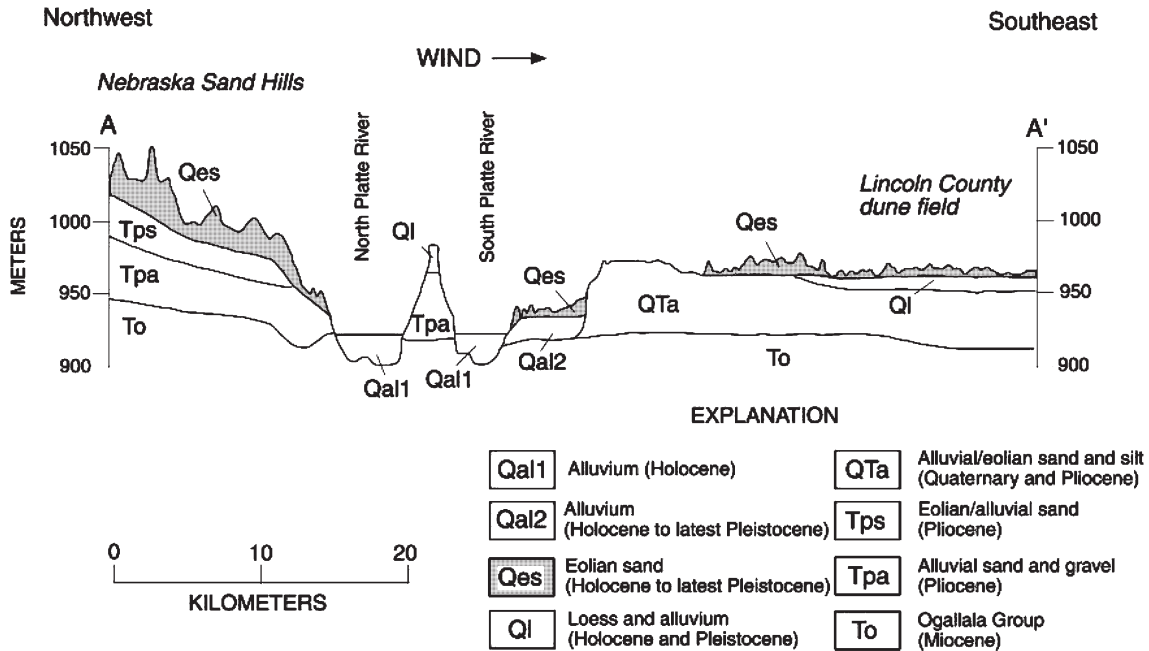 Northwest
Southeast
WIND
Nebraska Sand Hills
A
A'
1050
1000
950
900
METERS
1050
1000
950
900
Qes
Tps
Tpa
To
North Platte River
Ql
South Platte River
Tpa
Qal1
Qal1
Qes
Qal2
QTa
Qes
Lincoln County
dune field
Ql
To
EXPLANATION
Qal1 Alluvium (Holocene)
Qal2 Alluvium
(Holocene to latest Pleistocene)
Qes Eolian sand
(Holocene to latest Pleistocene)
Ql Loess and alluvium
(Holocene and Pleistocene)
QTa Alluvial/eolian sand and silt
(Quaternary and Pliocene)
Tps Eolian/alluvial sand
(Pliocene)
Tpa Alluvial sand and gravel
(Pliocene)
To Ogallala Group
(Miocene)
0 10 20
KILOMETERS